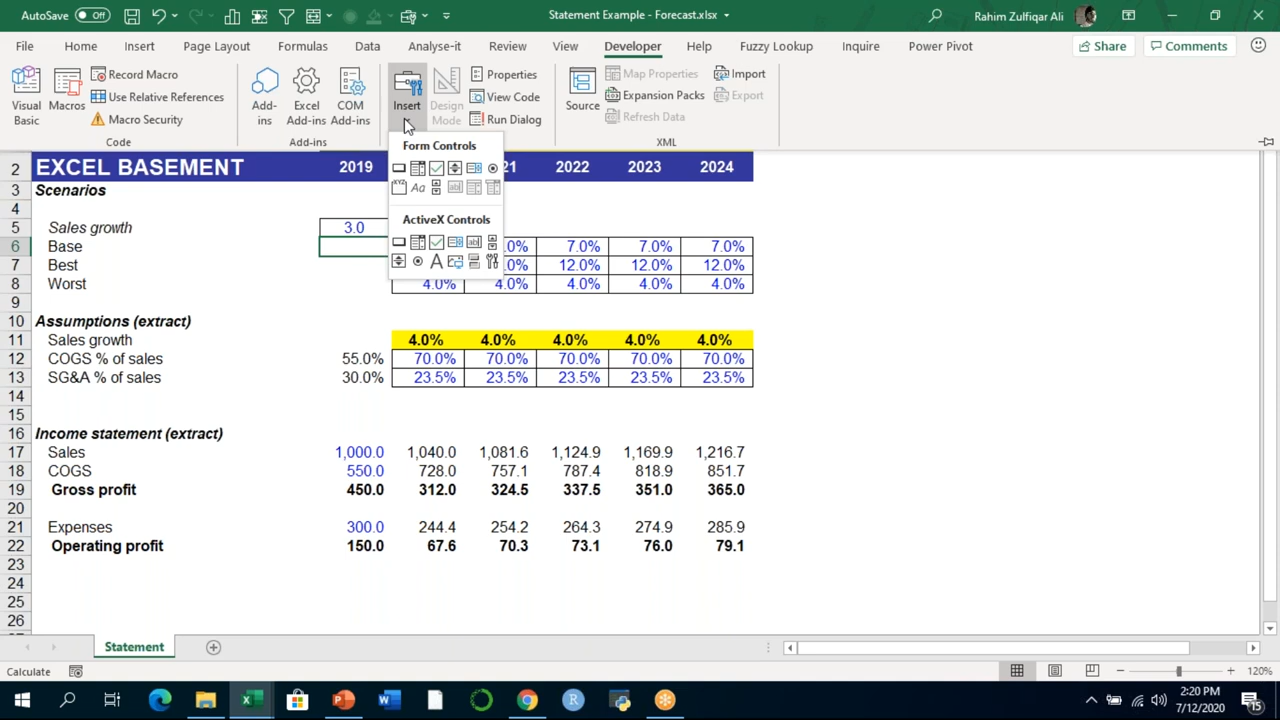 AutoSave Off Statement Example - Forecast.xlsx Rahim Zulfiqar Ali
File Home Insert Page Layout Formulas Data Analyse-it Review View Developer Help Fuzzy Lookup Inquire Power Pivot Share Comments
Visual Basic
Macros
Record Macro
Use Relative References
Macro Security
Code
Add-ins
Excel Add-ins
COM Add-ins
Add-ins
Insert
Design Mode
Properties
View Code
Run Dialog
Source
Map Properties
Expansion Packs
Refresh Data
Import
Export
XML
Form Controls
XYZ Aa ab|
ActiveX Controls
ab|
A
2 EXCEL BASEMENT 2019 21 2022 2023 2024
3 Scenarios
4
5 Sales growth 3.0
6 Base .0% 7.0% 7.0% 7.0%
7 Best .0% 12.0% 12.0% 12.0%
8 Worst 4.0% 4.0% 4.0% 4.0% 4.0%
9
10 Assumptions (extract)
11 Sales growth 4.0% 4.0% 4.0% 4.0% 4.0%
12 COGS % of sales 55.0% 70.0% 70.0% 70.0% 70.0% 70.0%
13 SG&A % of sales 30.0% 23.5% 23.5% 23.5% 23.5% 23.5%
14
15
16 Income statement (extract)
17 Sales 1,000.0 1,040.0 1,081.6 1,124.9 1,169.9 1,216.7
18 COGS 550.0 728.0 757.1 787.4 818.9 851.7
19 Gross profit 450.0 312.0 324.5 337.5 351.0 365.0
20
21 Expenses 300.0 244.4 254.2 264.3 274.9 285.9
22 Operating profit 150.0 67.6 70.3 73.1 76.0 79.1
23
24
25
26
Statement
Calculate 120%
2:20 PM
7/12/2020
15